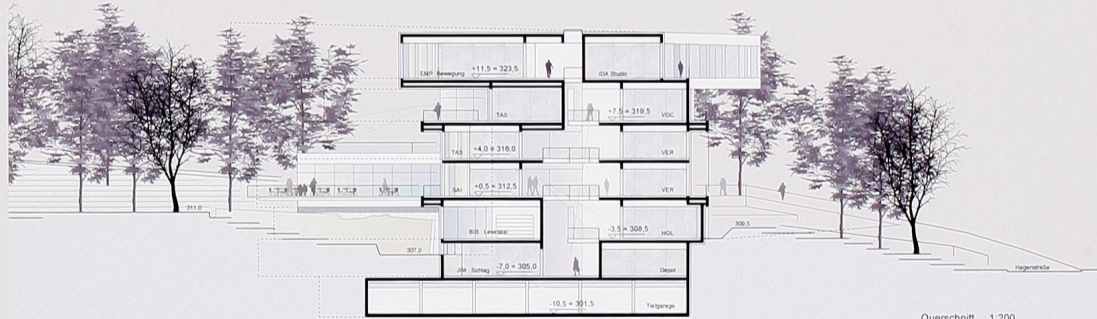 EMP Bewegung +11,5 = 323,5 IDA Studio
TAS +7,5 = 319,5 VOC
TAS +4,0 = 316,0 VER
SAI +0,5 = 312,5 VER
311,0
BIB Lesesaal -3,5 = 308,5 HOL 309,5
307,0
Schlag -7,0 = 305,0 Depot
Hagenstraße
-10,5 = 301,5 Tiefgarage
Querschnitt 1:200